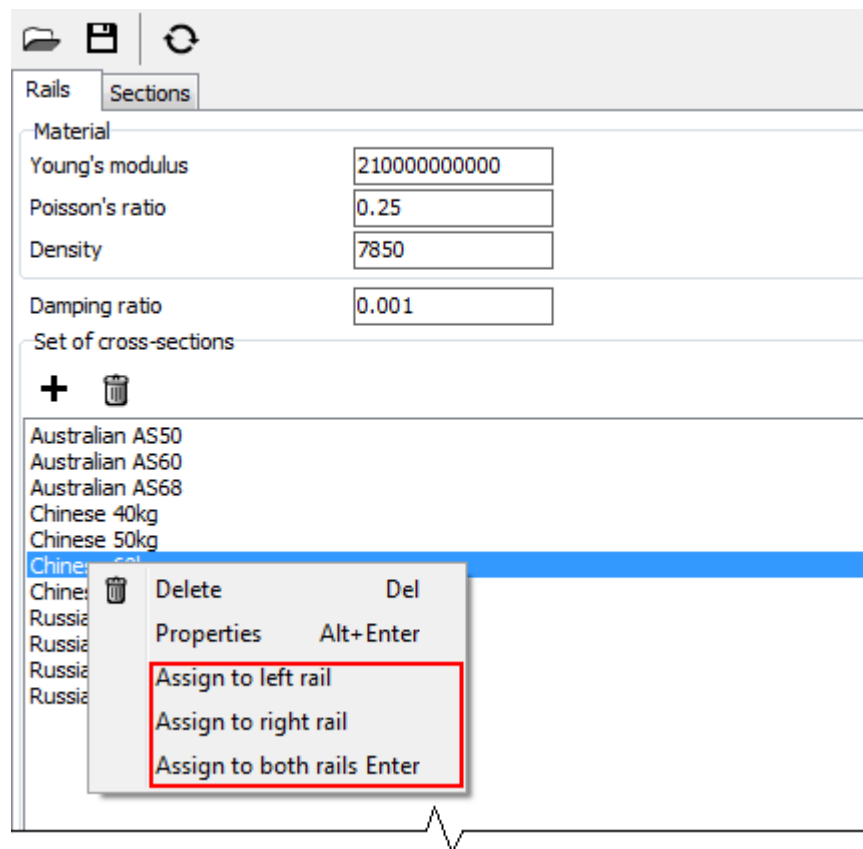 Rails Sections
Material
Young's modulus 210000000000
Poisson's ratio 0.25
Density 7850
Damping ratio 0.001
Set of cross-sections
Australian AS50
Australian AS60
Australian AS68
Chinese 40kg
Chinese 50kg
Delete Del
Properties Alt+Enter
Assign to left rail
Assign to right rail
Assign to both rails Enter